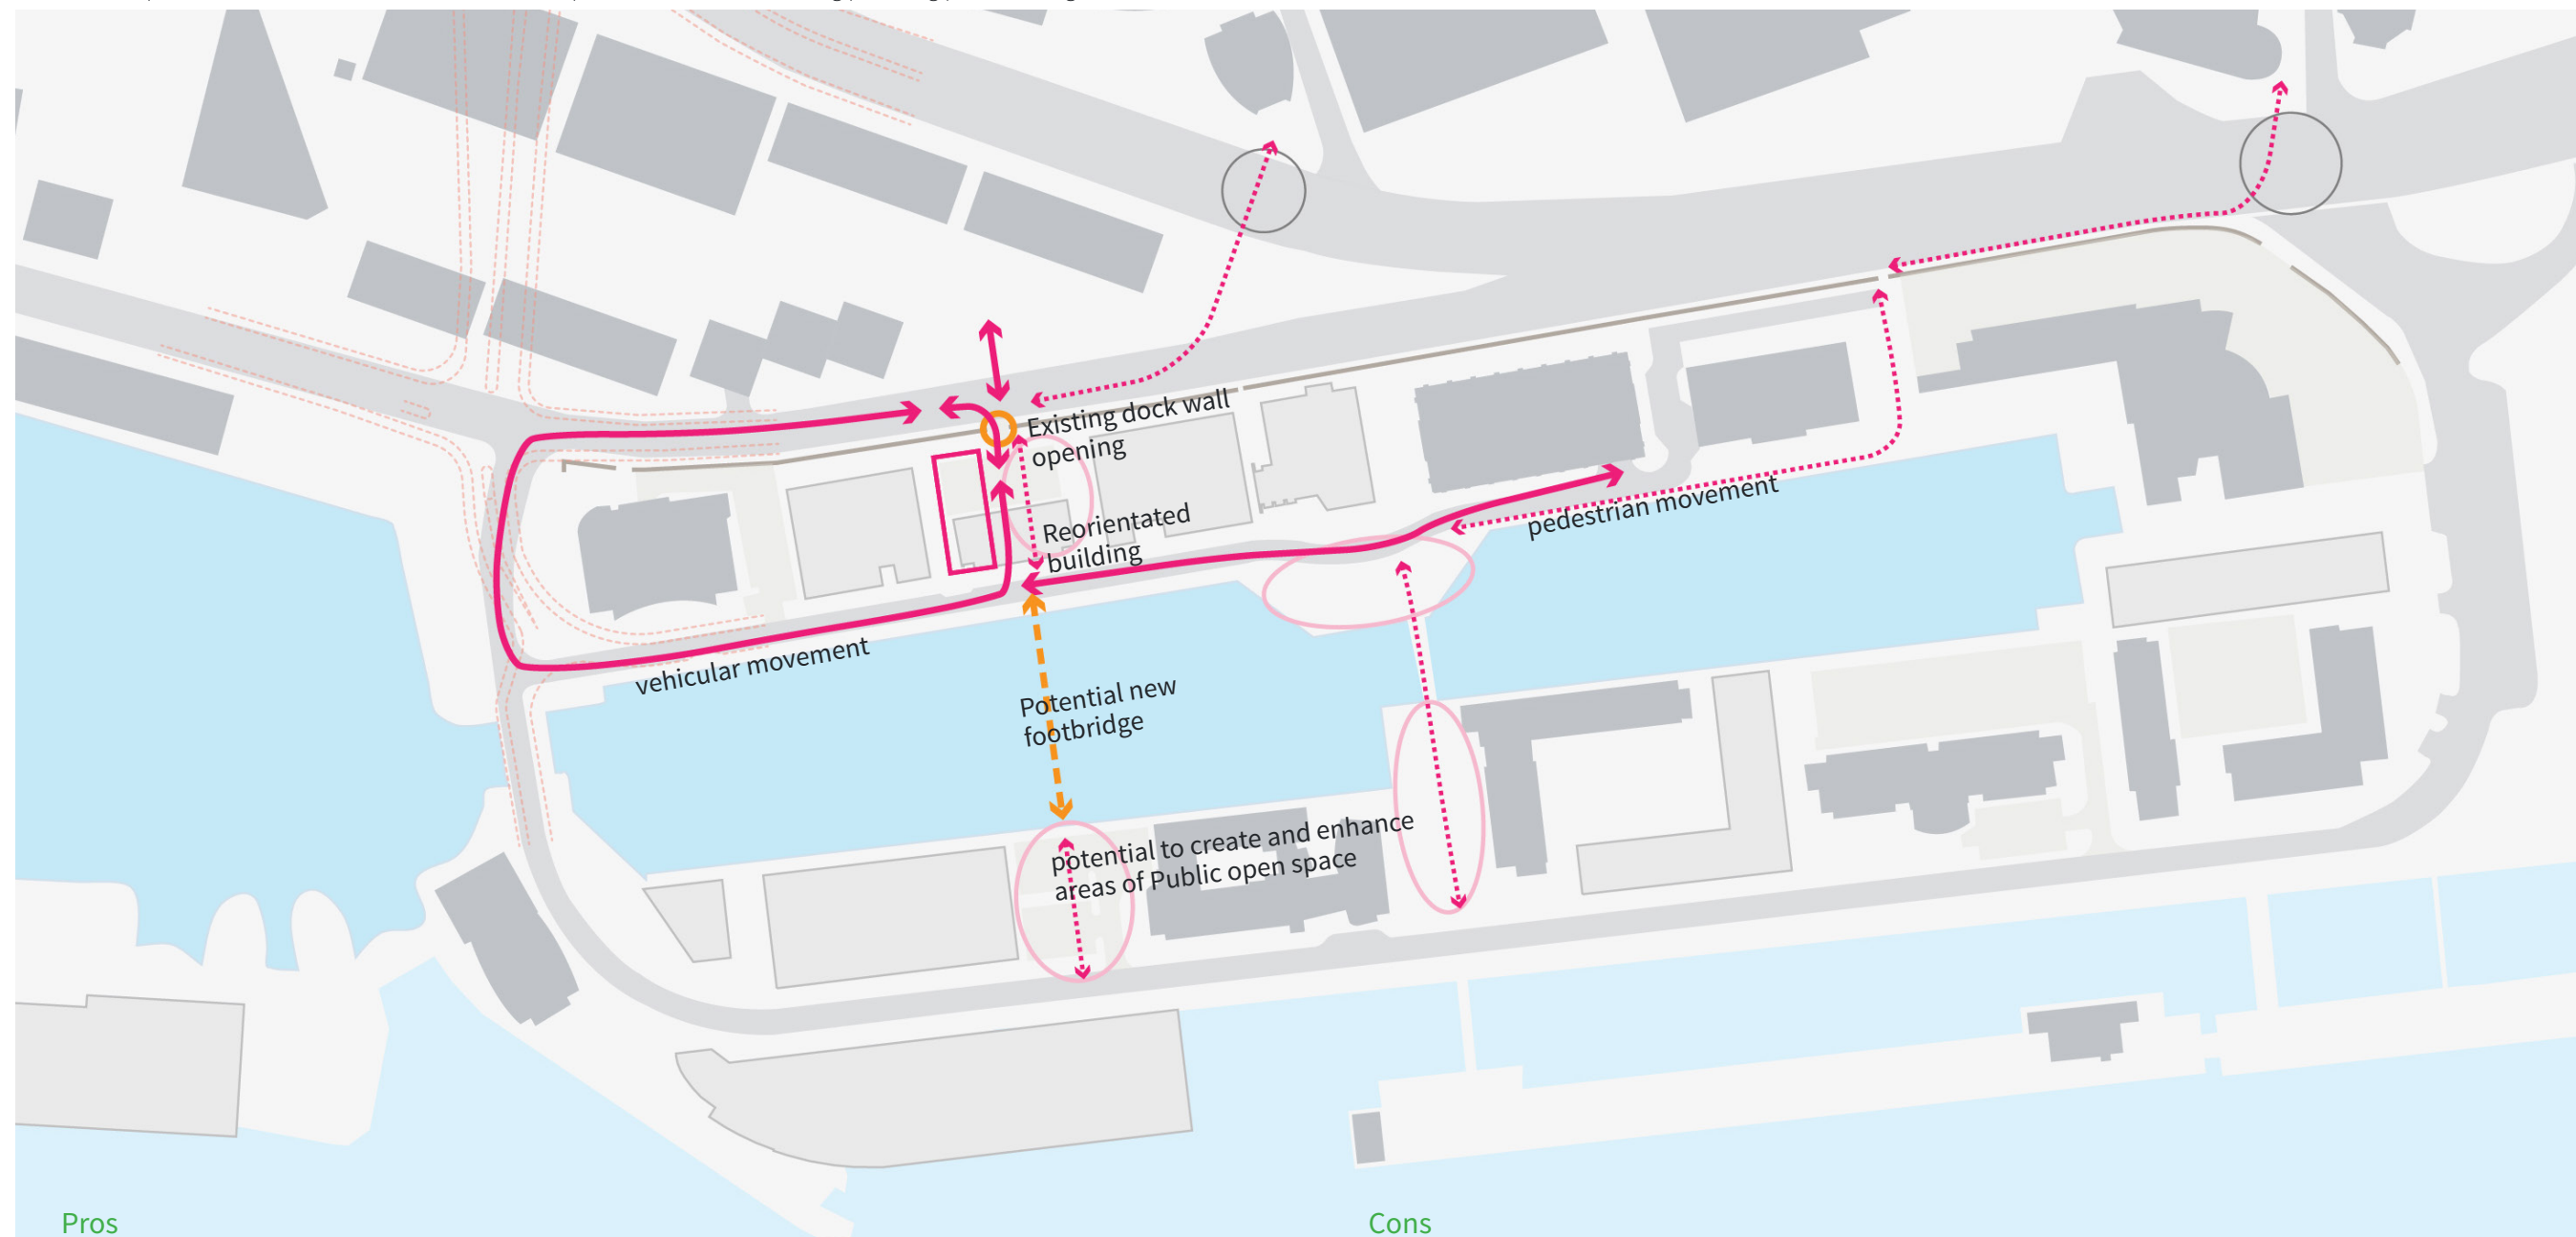 Existing dock wall
opening
Reorientated
building
pedestrian movement
vehicular movement
Potential new
footbridge
potential to create and enhance
areas of Public open space
Pros
Cons